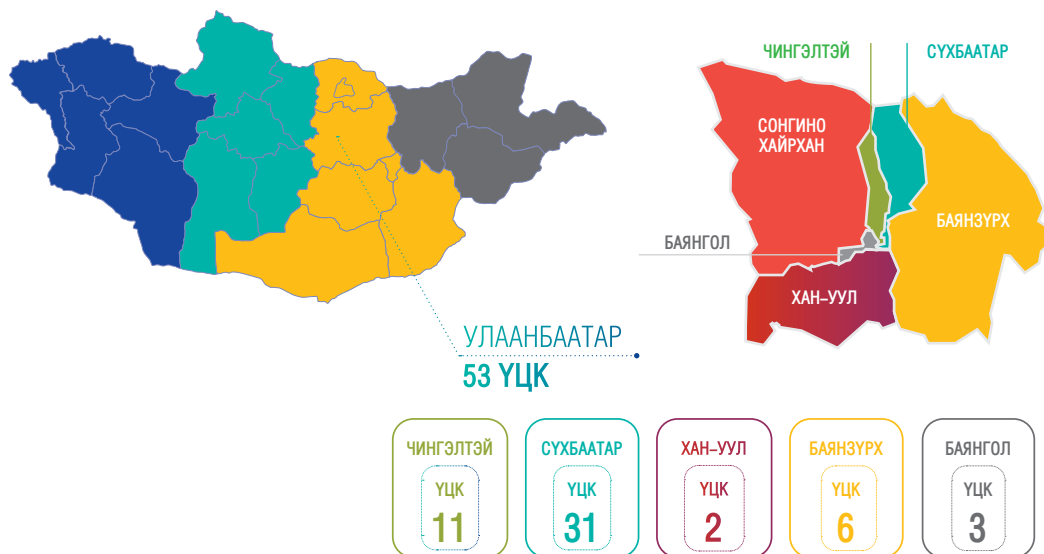 ЧИНГЭЛТЭЙ
СҮХБААТАР
СОНГИНО
ХАЙРХАН
БАЯНЗҮРХ
БАЯНГОЛ
ХАН–УУЛ
УЛААНБААТАР
53 ҮЦК
ЧИНГЭЛТЭЙ
ҮЦК
11
СҮХБААТАР
ҮЦК
31
ХАН–УУЛ
ҮЦК
2
БАЯНЗҮРХ
ҮЦК
6
БАЯНГОЛ
ҮЦК
3